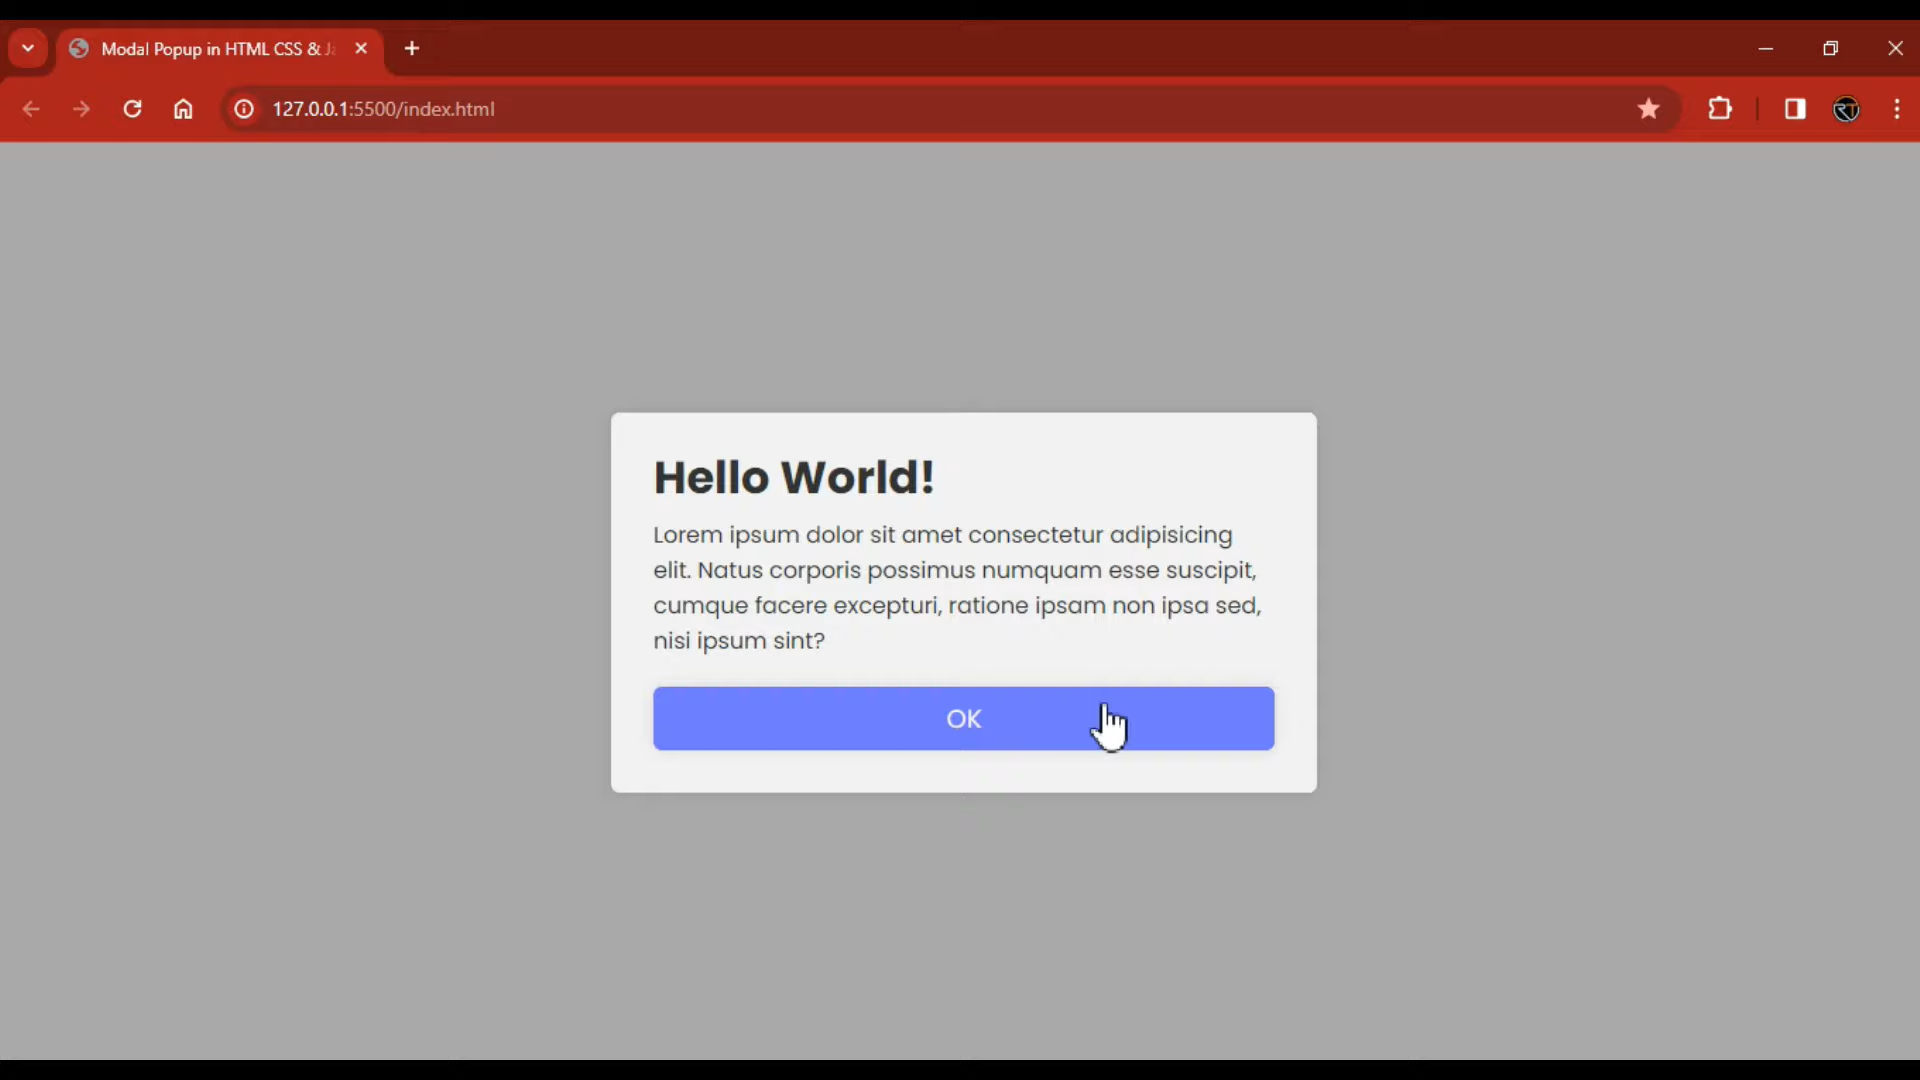 Modal Popup in HTML CSS &
127.0.0.1:5500/index.html
RT
Hello World!
Lorem ipsum dolor sit amet consectetur adipisicing
elit. Natus corporis possimus numquam esse suscipit,
cumque facere excepturi, ratione ipsam non ipsa sed,
nisi ipsum sint?
OK